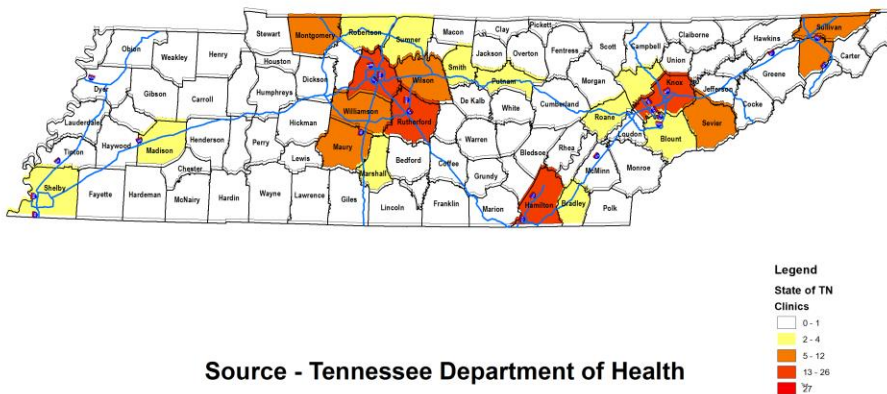 Pickett
Stewart
Montgomery
Robertson
Sumner
Macon
Clay
Scott
Campbell
Claiborne
Hawkins
Sullivan
Obion
Weakley
Henry
Houston
Smith
Jackson
Overton
Fentress
Union
Carter
Dyer
Gibson
Carroll
Humphreys
Dickson
Wilson
Putnam
Morgan
Knox
Jefferson
Greene
Lauderdale
Haywood
Madison
Henderson
Perry
Hickman
Williamson
Rutherford
De Kalb
White
Cumberland
Roane
Loudon
Blount
Sevier
Cocke
Tipton
Chester
Lewis
Maury
Bedford
Coffee
Warren
Bledsoe
Rhea
McMinn
Monroe
Shelby
Fayette
Hardeman
McNairy
Hardin
Wayne
Lawrence
Giles
Marshall
Lincoln
Franklin
Grundy
Marion
Hamilton
Bradley
Polk
Legend
State of TN
Clinics
0 - 1
2 - 4
5 - 12
13 - 26
27
Source - Tennessee Department of Health